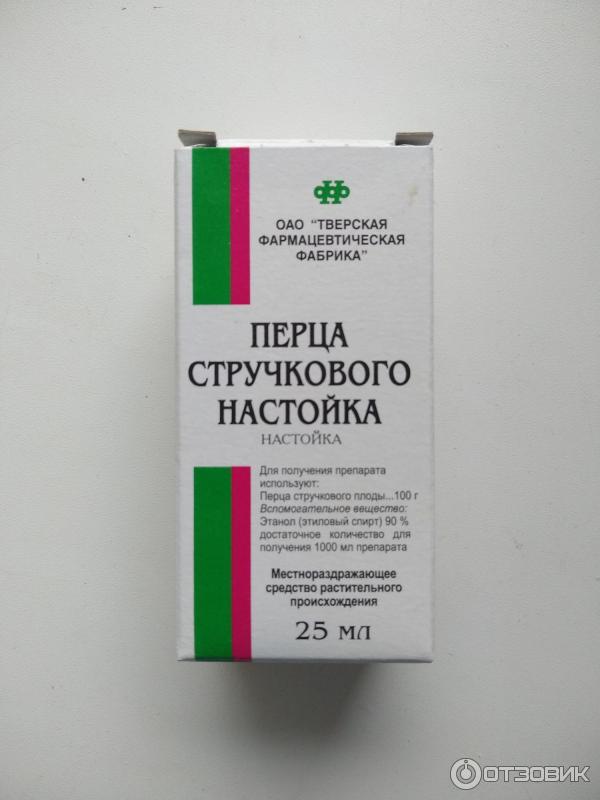 ОАО "ТВЕРСКАЯ
ФАРМАЦЕВТИЧЕСКАЯ
ФАБРИКА"
ПЕРЦА
СТРУЧКОВОГО
НАСТОЙКА
НАСТОЙКА
Для получения препарата
используют:
Перца стручкового плоды...100 г
Вспомогательное вещество:
Этанол (этиловый спирт) 90 %
достаточное количество для
получения 1000 мл препарата
Местнораздражающее
средство растительного
происхождения
25 мл
ОТЗОВИК